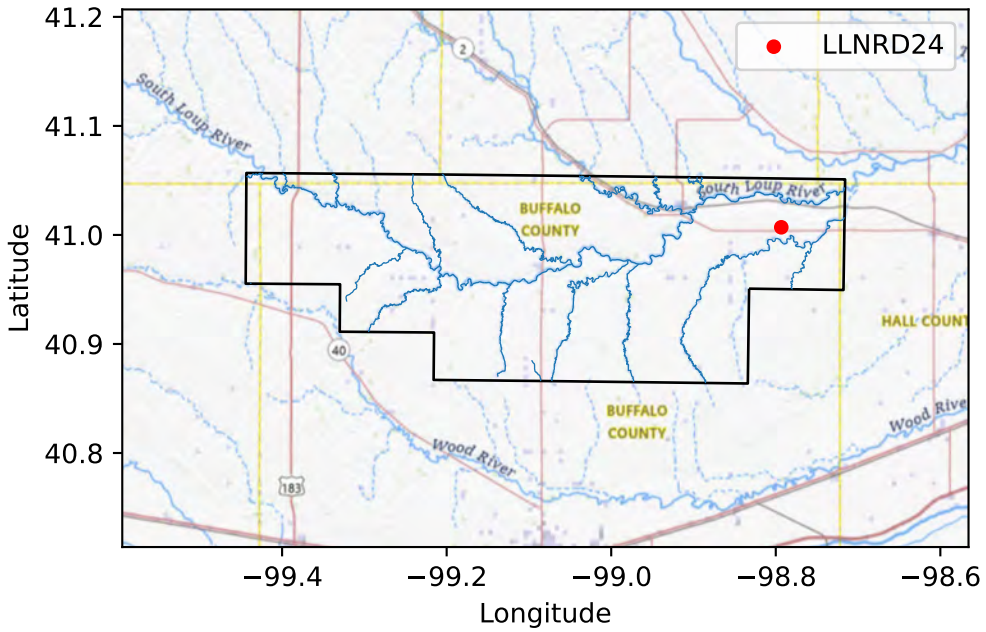 41.2
41.1
41.0
40.9
40.8
Latitude
−99.4
−99.2
−99.0
−98.8
−98.6
Longitude
LLNRD24
2
South Loup River
South Loup River
BUFFALO
COUNTY
HALL COUNT
40
BUFFALO
COUNTY
Wood River
Wood Rive
183